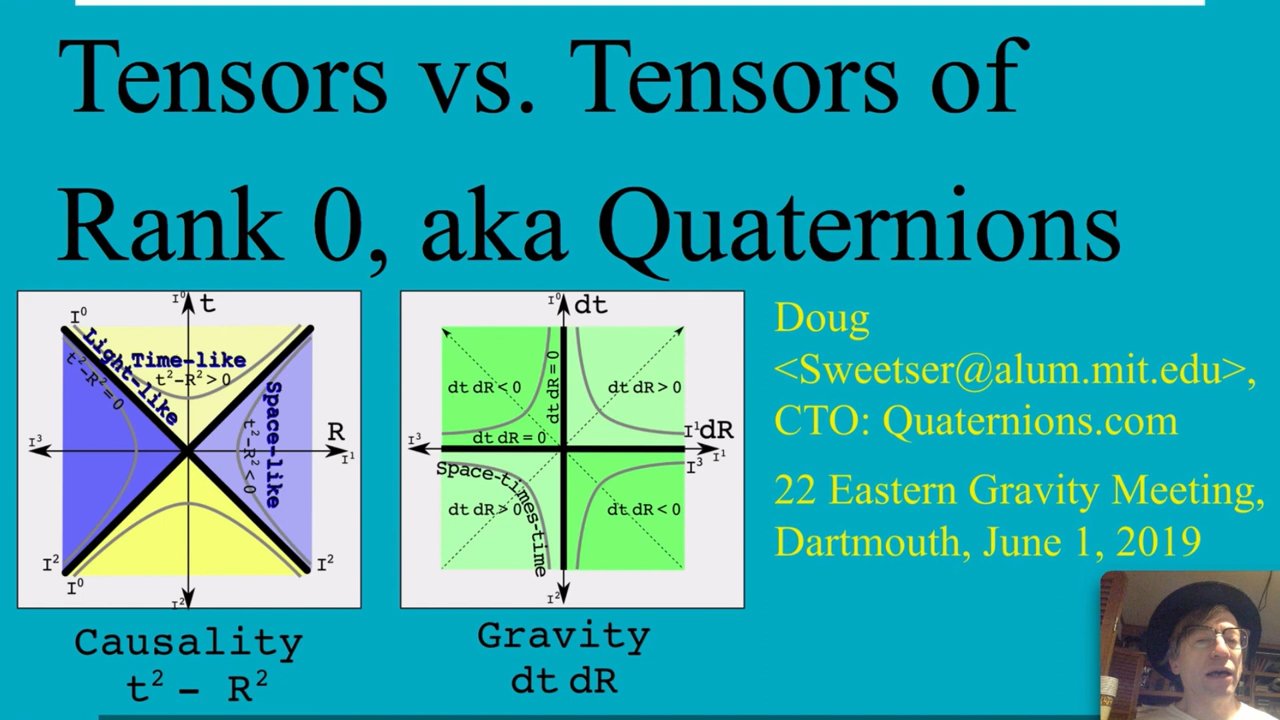 Tensors vs. Tensors of
Rank 0, aka Quaternions
I⁰ t
I⁰
Light-like
t²-R²=0
Time-like
t²-R²>0
Space-like
t²-R²<0
R
I³
I¹
I²
I²
I⁰
I²
Causality
t² - R²
I⁰ dt
dt dR<0
dt dR=0
dt dR>0
dt dR=0
I¹ dR
I³
I¹
I³
Space-times-time
dt dR>0
dt dR<0
I²
Gravity
dt dR
Doug
<Sweetser@alum.mit.edu>,
CTO: Quaternions.com
22 Eastern Gravity Meeting,
Dartmouth, June 1, 2019